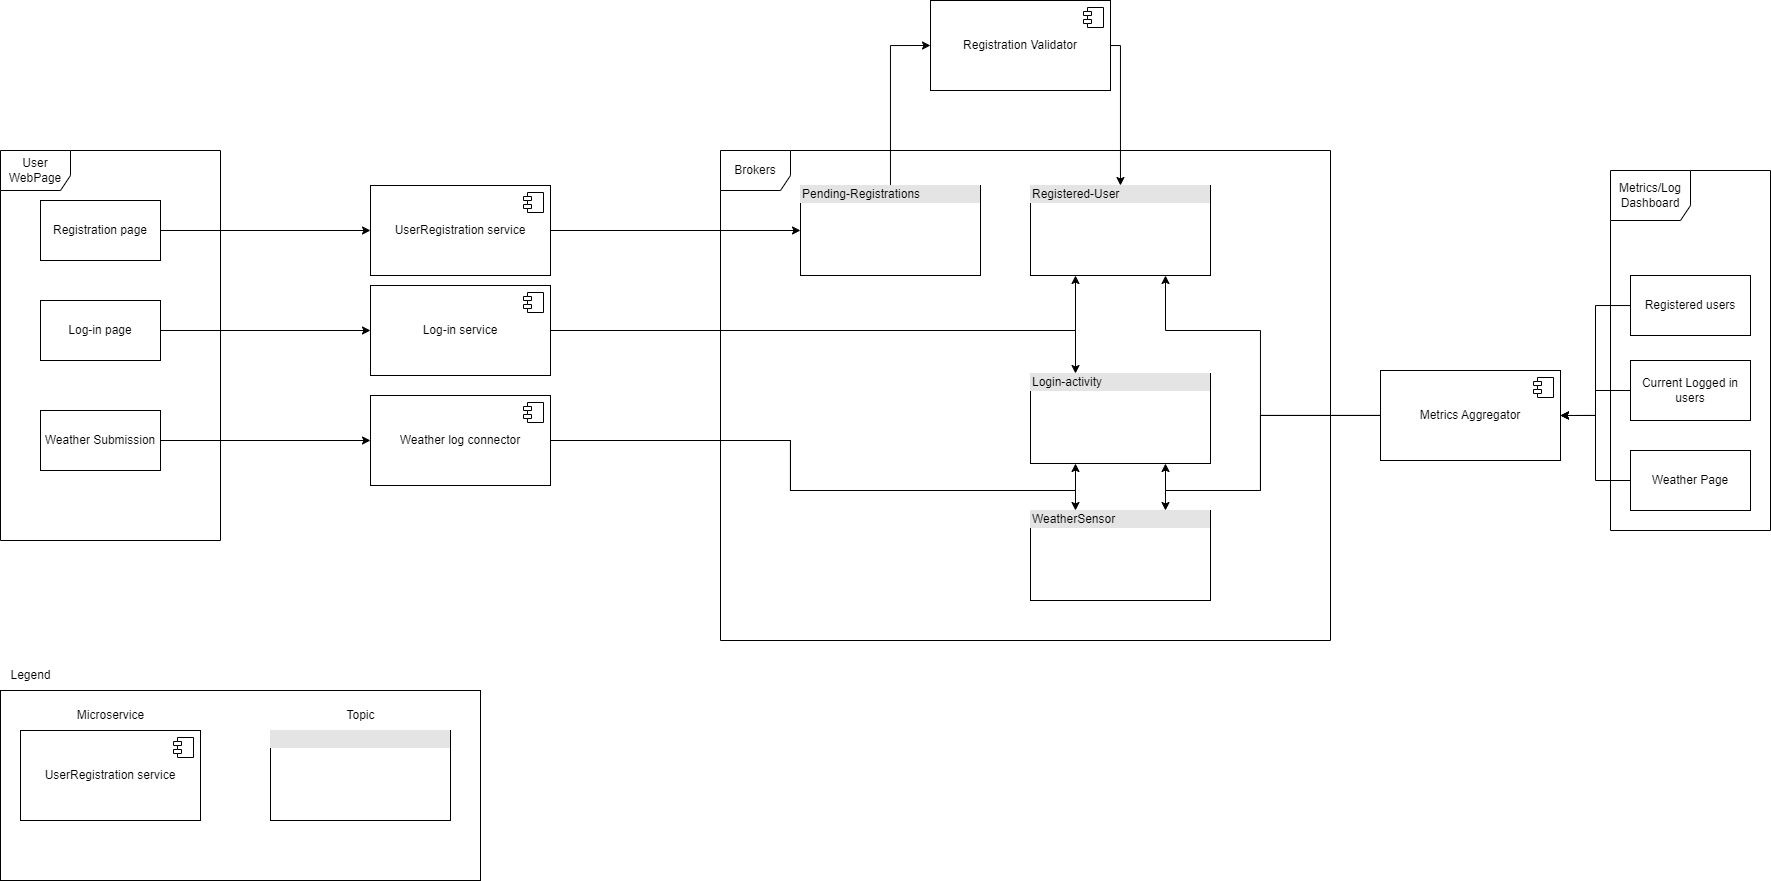 Registration Validator
User
WebPage
Registration page
Log-in page
Weather Submission
UserRegistration service
Log-in service
Weather log connector
Brokers
Pending-Registrations
Registered-User
Login-activity
WeatherSensor
Metrics Aggregator
Metrics/Log
Dashboard
Registered users
Current Logged in
users
Weather Page
Legend
Microservice
Topic
UserRegistration service